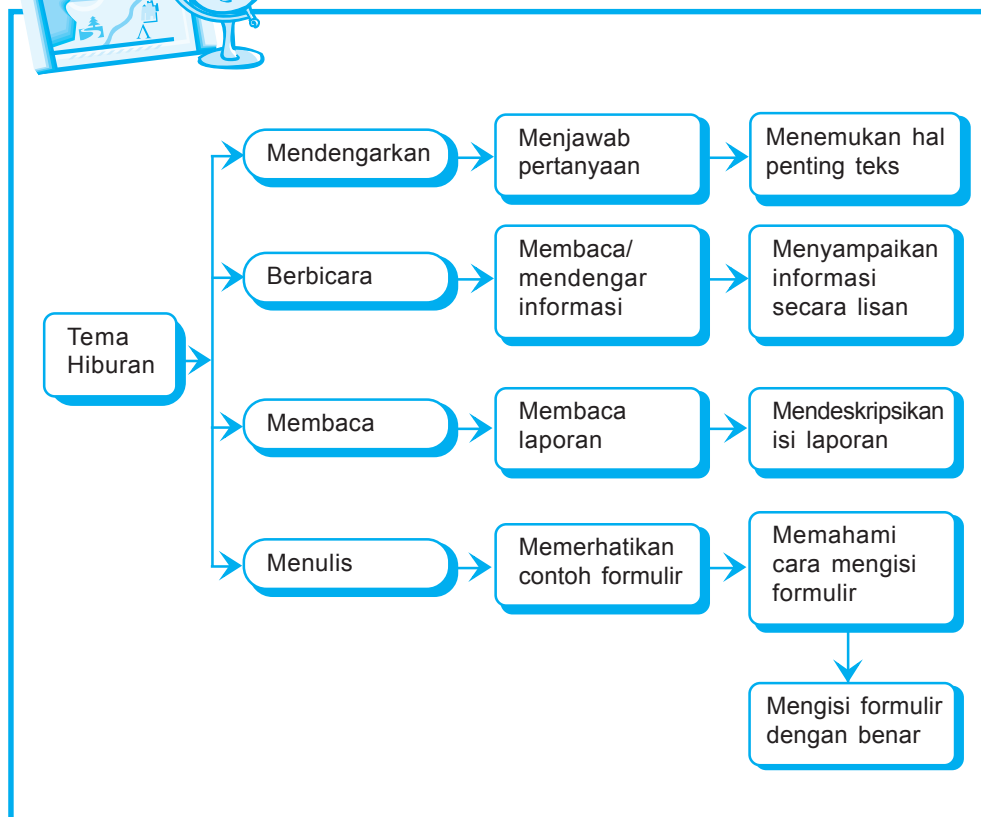 Tema
Hiburan
Mendengarkan
Menjawab
pertanyaan
Menemukan hal
penting teks
Berbicara
Membaca/
mendengar
informasi
Menyampaikan
informasi
secara lisan
Membaca
Membaca
laporan
Mendeskripsikan
isi laporan
Menulis
Memerhatikan
contoh formulir
Memahami
cara mengisi
formulir
Mengisi formulir
dengan benar